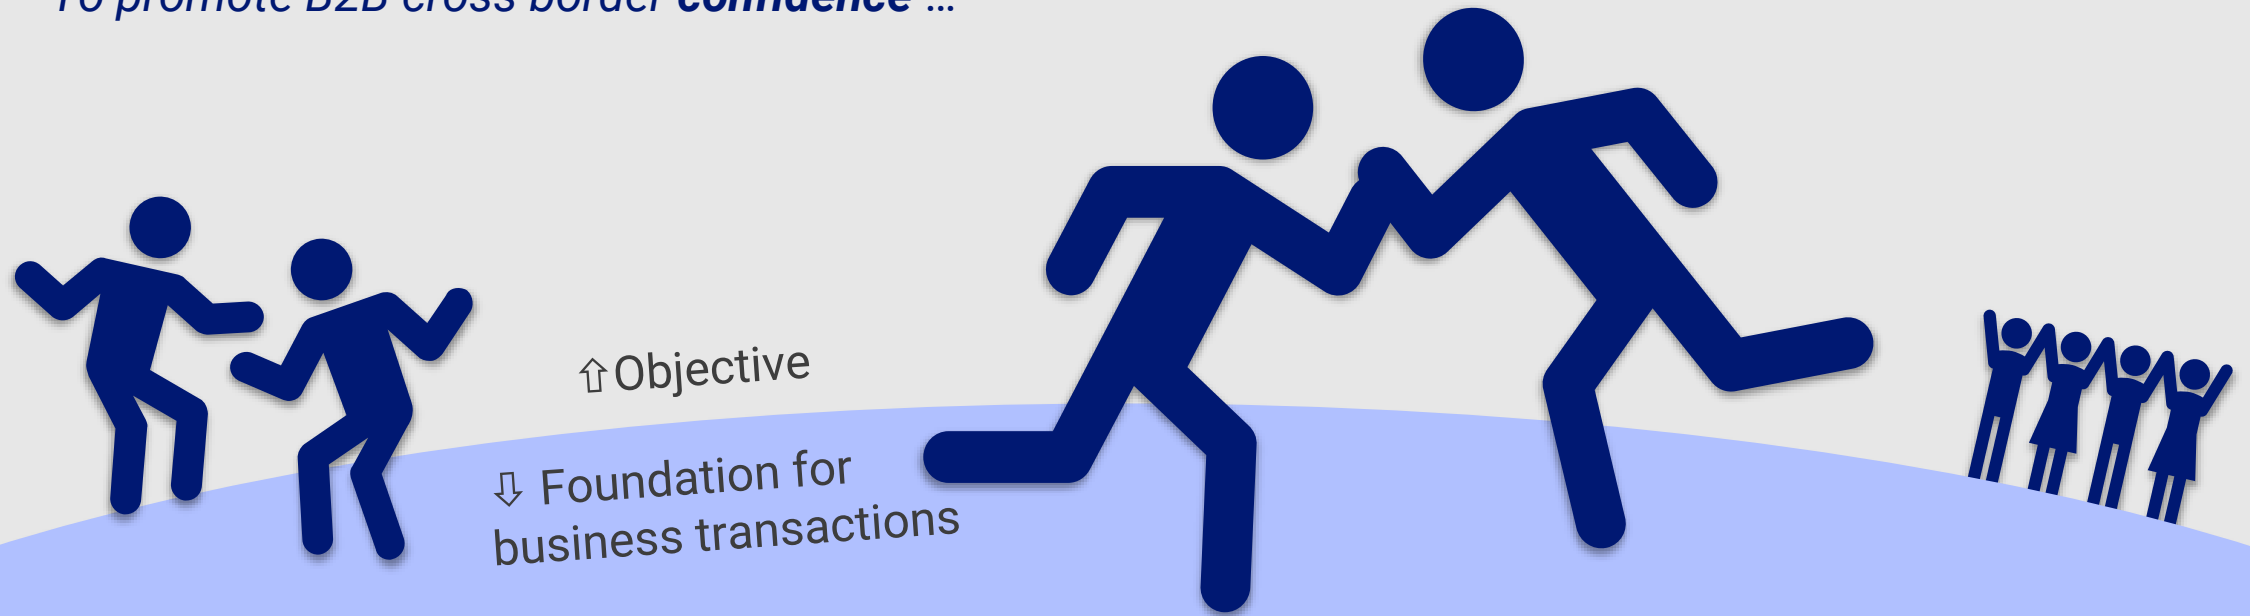 To promote B2B cross border confidence ...
⇧Objective
⇩ Foundation for
business transactions